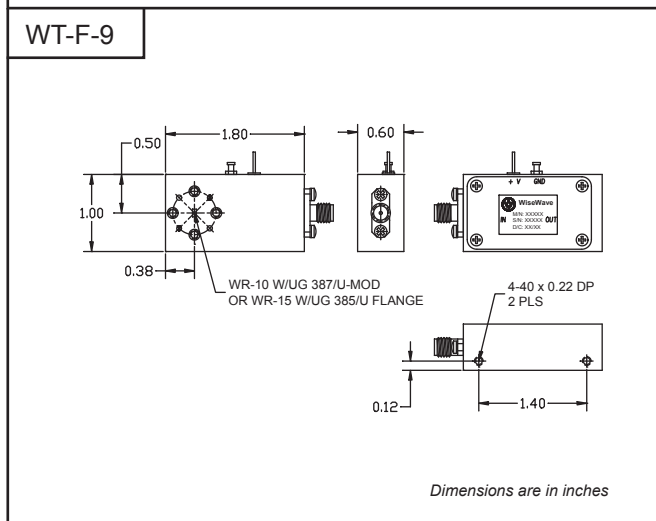 WT-F-9
0.50
1.80
0.60
1.00
0.38
WR-10 W/UG 387/U-MOD
OR WR-15 W/UG 385/U FLANGE
+ V GND
WiseWave
M/N: XXXXX
IN S/N: XXXXX OUT
D/C: XX/XX
4-40 x 0.22 DP
2 PLS
0.12
1.40
Dimensions are in inches